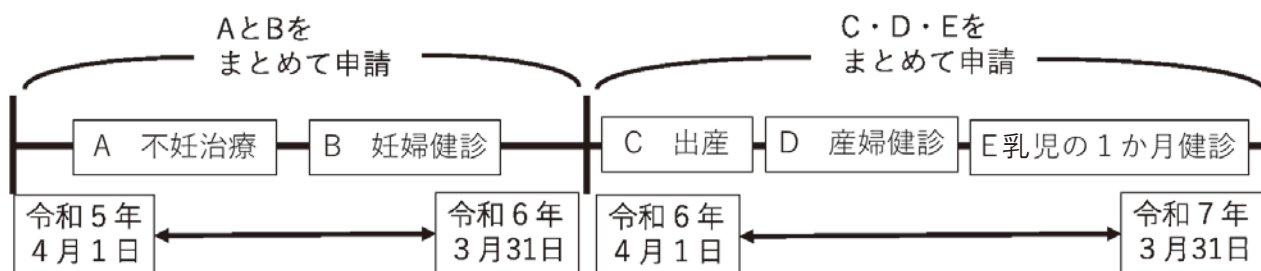 AとBを
まとめて申請
C・D・Eを
まとめて申請
A 不妊治療
B 妊婦健診
C 出産
D 産婦健診
E乳児の1か月健診
令和5年
4月1日
令和6年
3月31日
令和6年
4月1日
令和7年
3月31日